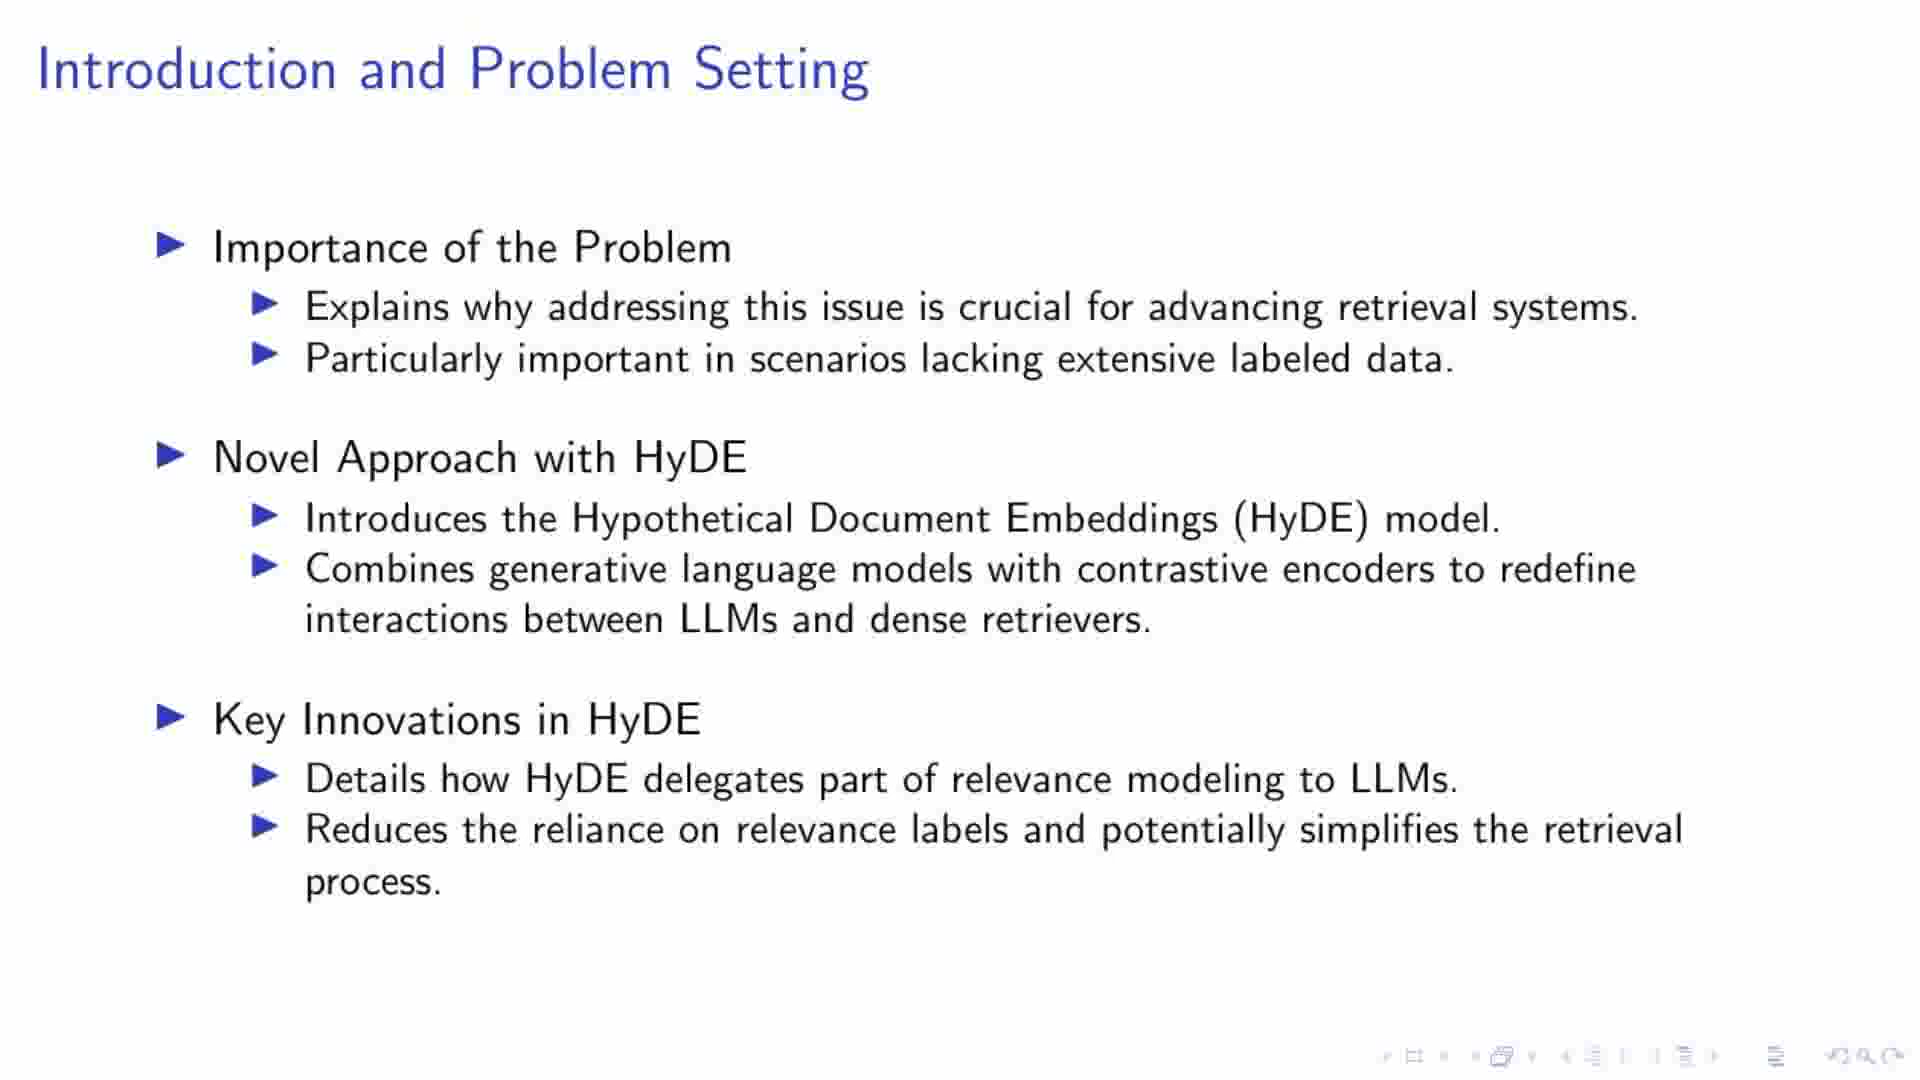 Introduction and Problem Setting
Importance of the Problem
Explains why addressing this issue is crucial for advancing retrieval systems.
Particularly important in scenarios lacking extensive labeled data.
Novel Approach with HyDE
Introduces the Hypothetical Document Embeddings (HyDE) model.
Combines generative language models with contrastive encoders to redefine
interactions between LLMs and dense retrievers.
Key Innovations in HyDE
Details how HyDE delegates part of relevance modeling to LLMs.
Reduces the reliance on relevance labels and potentially simplifies the retrieval
process.